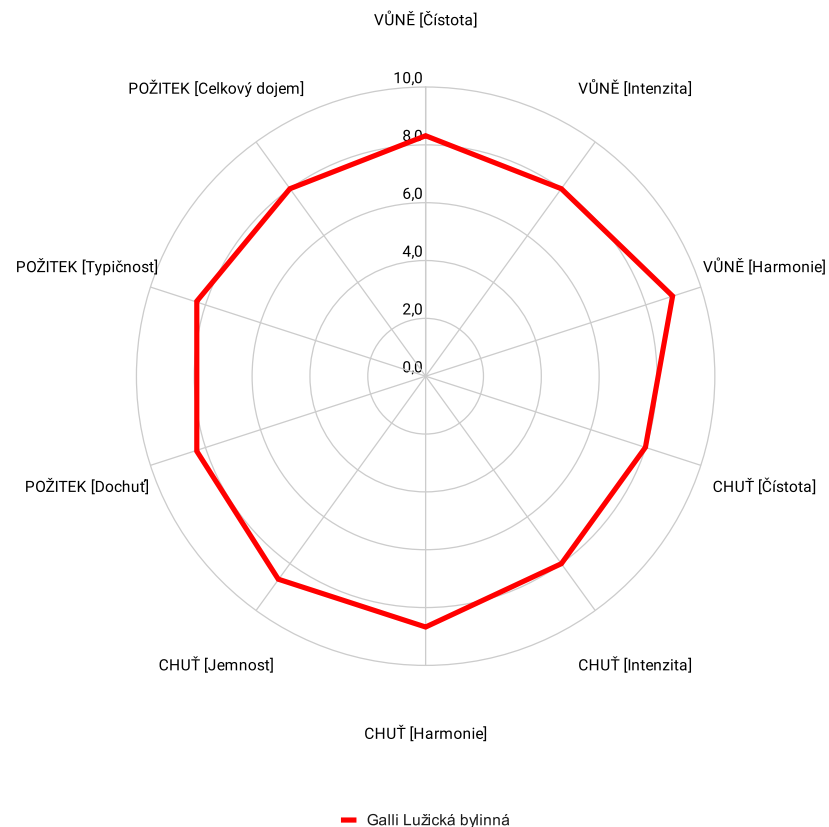 VŮNĚ [Čístota]
POŽITEK [Celkový dojem]
VŮNĚ [Intenzita]
10,0
8,0
6,0
4,0
2,0
0,0
POŽITEK [Typičnost]
VŮNĚ [Harmonie]
POŽITEK [Dochuť]
CHUŤ [Čístota]
CHUŤ [Jemnost]
CHUŤ [Intenzita]
CHUŤ [Harmonie]
Galli Lužická bylinná